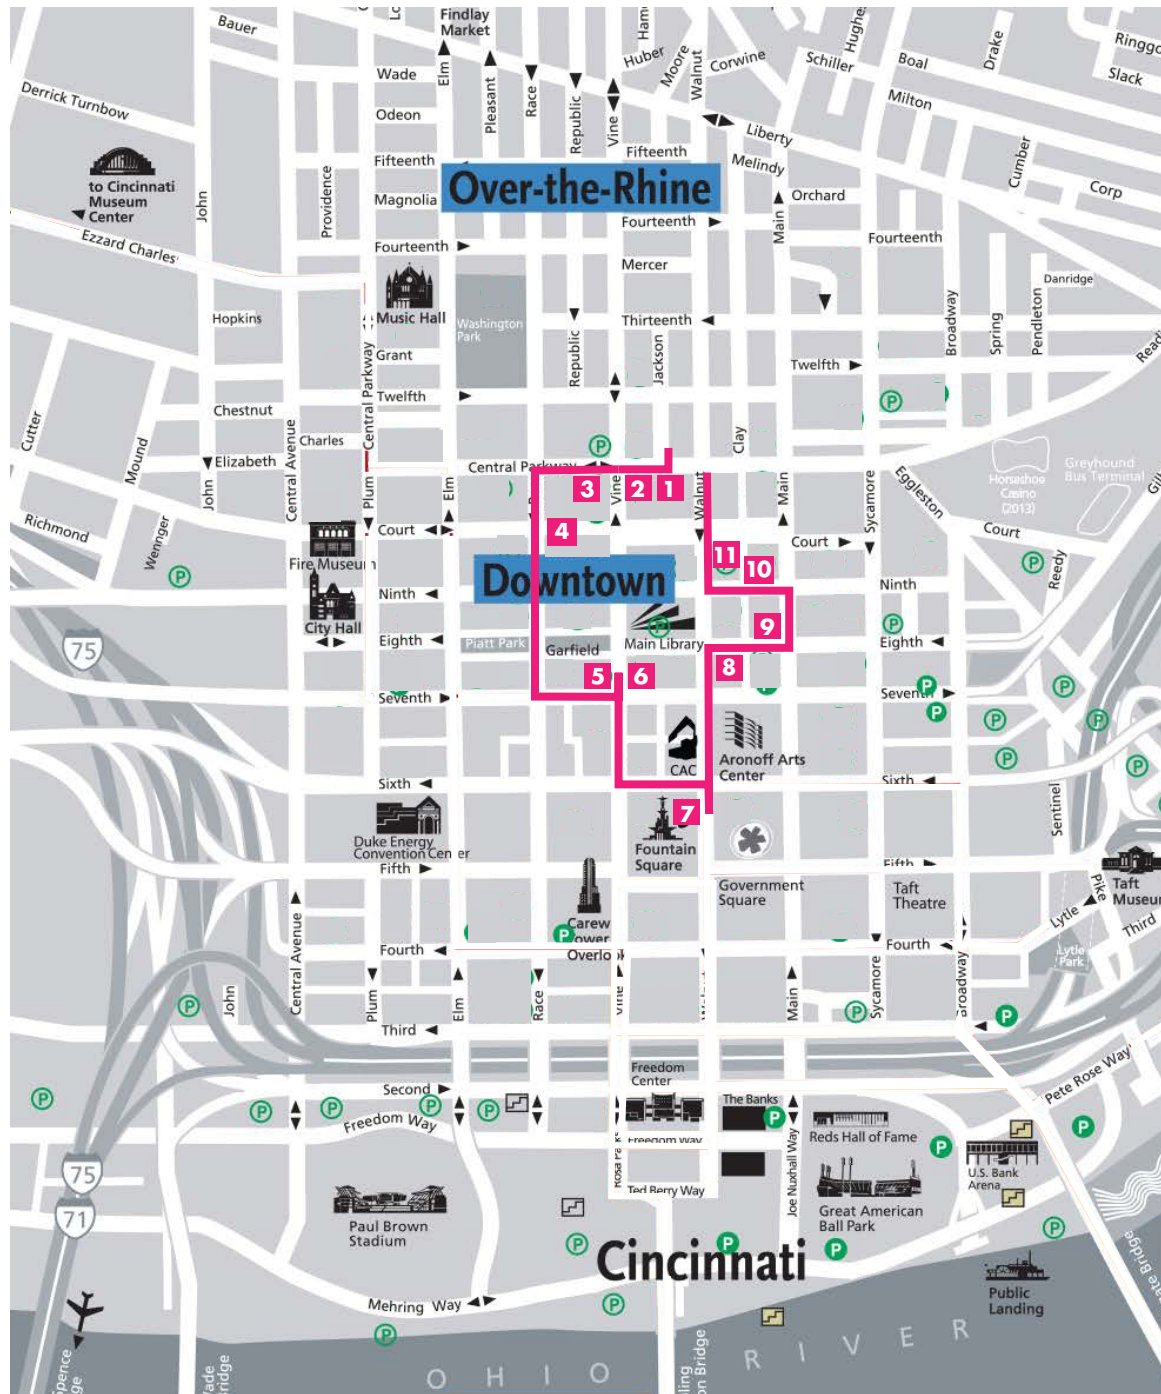 Bauer
Findlay
Market
Huber
Moore
Walnut
Corwine
Schiller
Boal
Drake
Slack
Wade
Elm
Pleasant
Race
Republic
Vine
Milton
Derrick Turnbow
Odeon
Liberty
Cumber
Fifteenth
Fifteenth
Melindy
Corp
to Cincinnati
Museum
Center
John
Providence
Magnolia
Over-the-Rhine
Orchard
Main
Ezzard Charles
Fourteenth
Fourteenth
Fourteenth
Mercer
Danridge
Music Hall
Hopkins
Washington
Park
Thirteenth
Broadway
Spring
Pendleton
Grant
Republic
Jackson
Twelfth
Central Parkway
Twelfth
Chestnut
Cutter
Mound
Central Avenue
Charles
Clay
P
P
Elizabeth
Central Parkway
John
Plum
Elm
3
2
1
Vine
Walnut
Main
Sycamore
Eggleston
Horseshoe
Casino
(2013)
Greyhound
Bus Terminal
Richmond
Wennger
Court
4
Court
Court
Fire Museum
11
10
P
Reedy
P
Downtown
Ninth
Ninth
City Hall
9
P
P
75
Eighth
Piatt Park
Garfield
Main Library
Eighth
5
6
8
Seventh
Seventh
P
P
P
P
P
P
P
P
CAC
Aronoff Arts
Center
Sixth
Sixth
7
Sentinel
Duke Energy
Convention Center
Fountain
Square
Fifth
Fifth
Government
Square
Taft
Theatre
Pike
Taft
Museum
Carew
Tower
Overlook
P
Lytle
Third
Central Avenue
Fourth
Fourth
Lytle
Park
John
Plum
Elm
Race
Vine
Main
Sycamore
Broadway
P
P
P
Third
Freedom
Center
Pete Rose Way
Second
P
P
P
P
P
The Banks
P
P
P
Freedom Way
Freedom Way
Reds Hall of Fame
Joe Nuxhall Way
U.S. Bank
Arena
75
71
Ted Berry Way
Paul Brown
Stadium
Great American
Ball Park
P
P
P
P
Cincinnati
Public
Landing
Mehring Way
P
P
OHIO RIVER